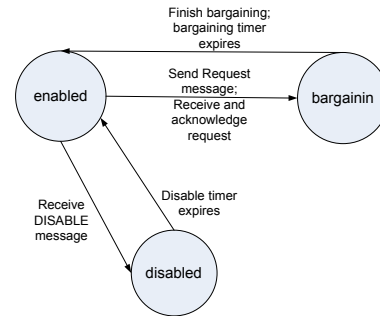 Finish bargaining;
bargaining timer
expires
enabled
Send Request
message;
Receive and
acknowledge
request
bargainin
Receive
DISABLE
message
Disable timer
expires
disabled